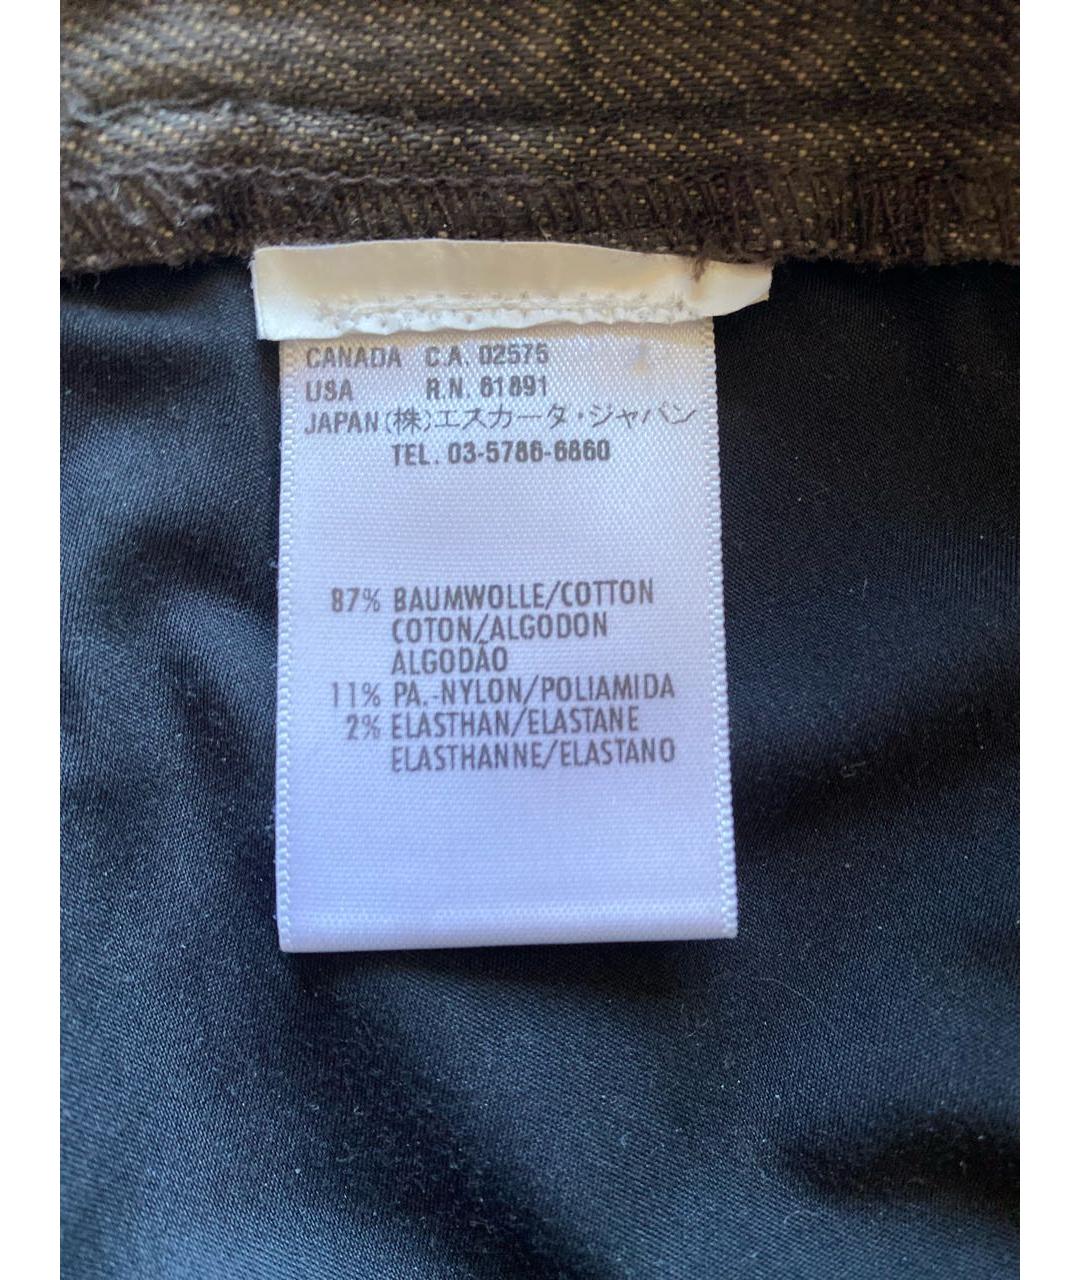 CANADA C.A. 02575
USA R.N. 61891
JAPAN (株)エスカーダ・ジャパン
TEL. 03-5786-6860
87% BAUMWOLLE/COTTON
COTON/ALGODON
ALGODÃO
11% PA.-NYLON/POLIAMIDA
2% ELASTHAN/ELASTANE
ELASTHANNE/ELASTANO